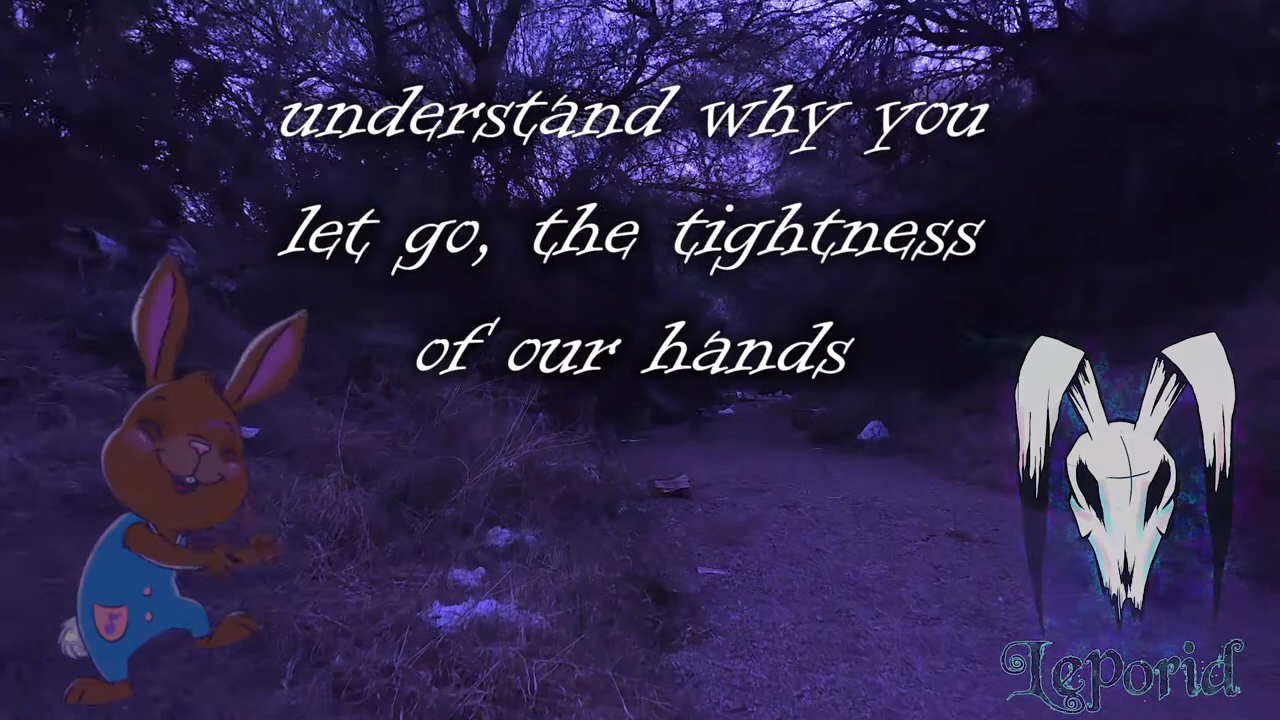 understand why you
let go, the tightness
of our hands
Leporid